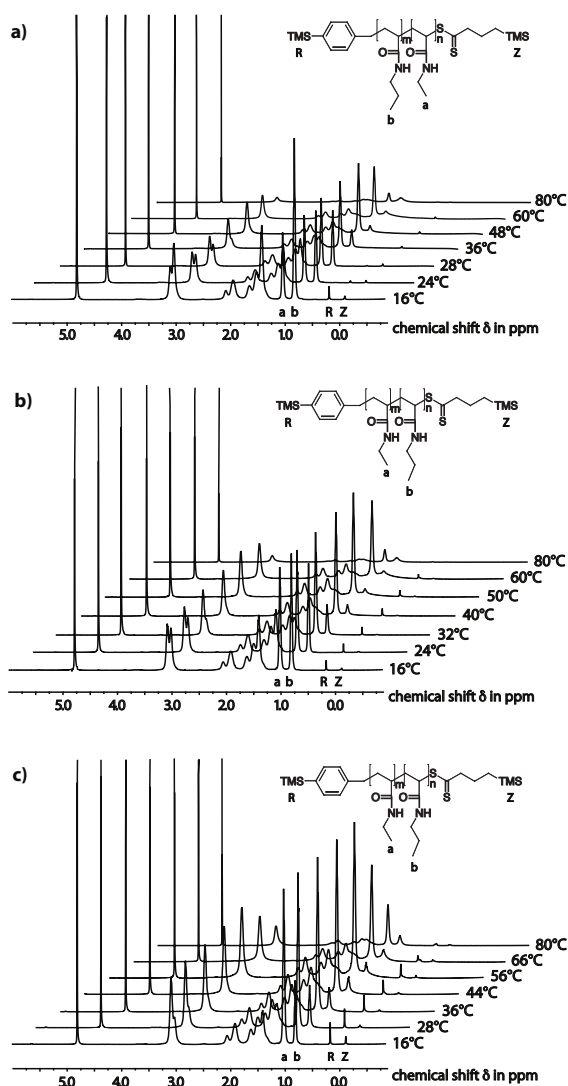 a)
TMS
R
m
n
S
S
TMS
Z
O
NH
O
NH
a
b
80°C
60°C
48°C
36°C
28°C
24°C
16°C
a b R Z
5.0 4.0 3.0 2.0 1.0 0.0
chemical shift δ in ppm
b)
TMS
R
m
n
S
S
TMS
Z
O
NH
O
NH
a
b
80°C
60°C
50°C
40°C
32°C
24°C
16°C
a b R Z
5.0 4.0 3.0 2.0 1.0 0.0
chemical shift δ in ppm
c)
TMS
R
m
n
S
S
TMS
Z
O
NH
O
NH
a
b
80°C
66°C
56°C
44°C
36°C
28°C
16°C
a b R Z
5.0 4.0 3.0 2.0 1.0 0.0
chemical shift δ in ppm